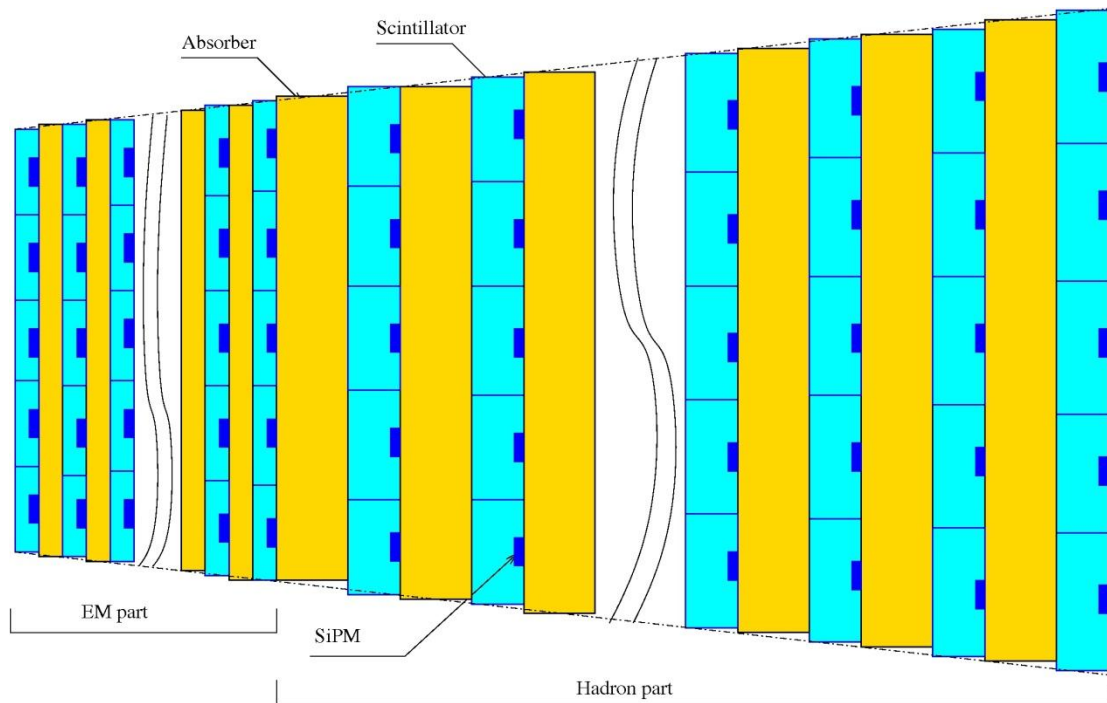 Scintillator
Absorber
EM part
SiPM
Hadron part